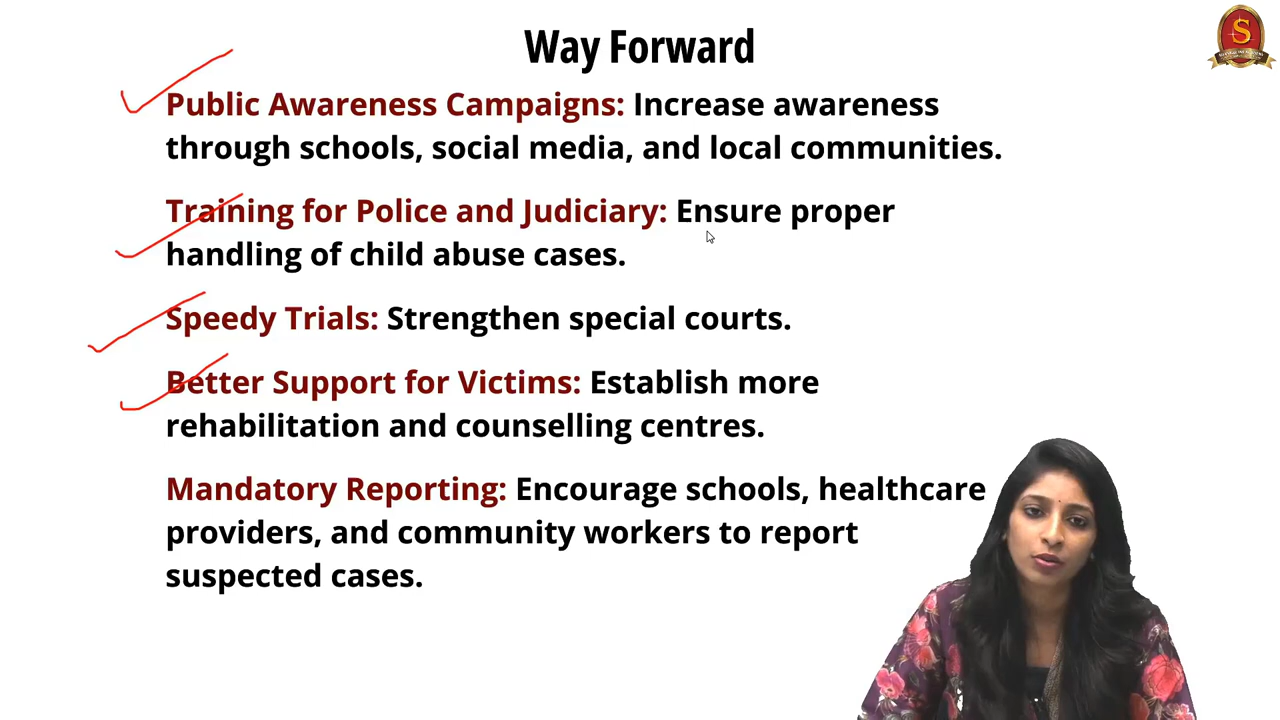 Way Forward
S
Public Awareness Campaigns: Increase awareness
through schools, social media, and local communities.
Training for Police and Judiciary: Ensure proper
handling of child abuse cases.
Speedy Trials: Strengthen special courts.
Better Support for Victims: Establish more
rehabilitation and counselling centres.
Mandatory Reporting: Encourage schools, healthcare
providers, and community workers to report
suspected cases.